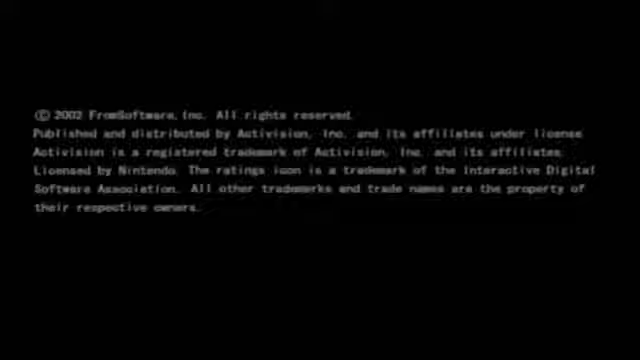 © 2002 FromSoftware, Inc. All rights reserved.
Published and distributed by Activision, Inc. and its affiliates under license.
Activision is a registered trademark of Activision, Inc. and its affiliates.
Licensed by Nintendo. The ratings icon is a trademark of the Interactive Digital
Software Association. All other trademarks and trade names are the property of
their respective owners.